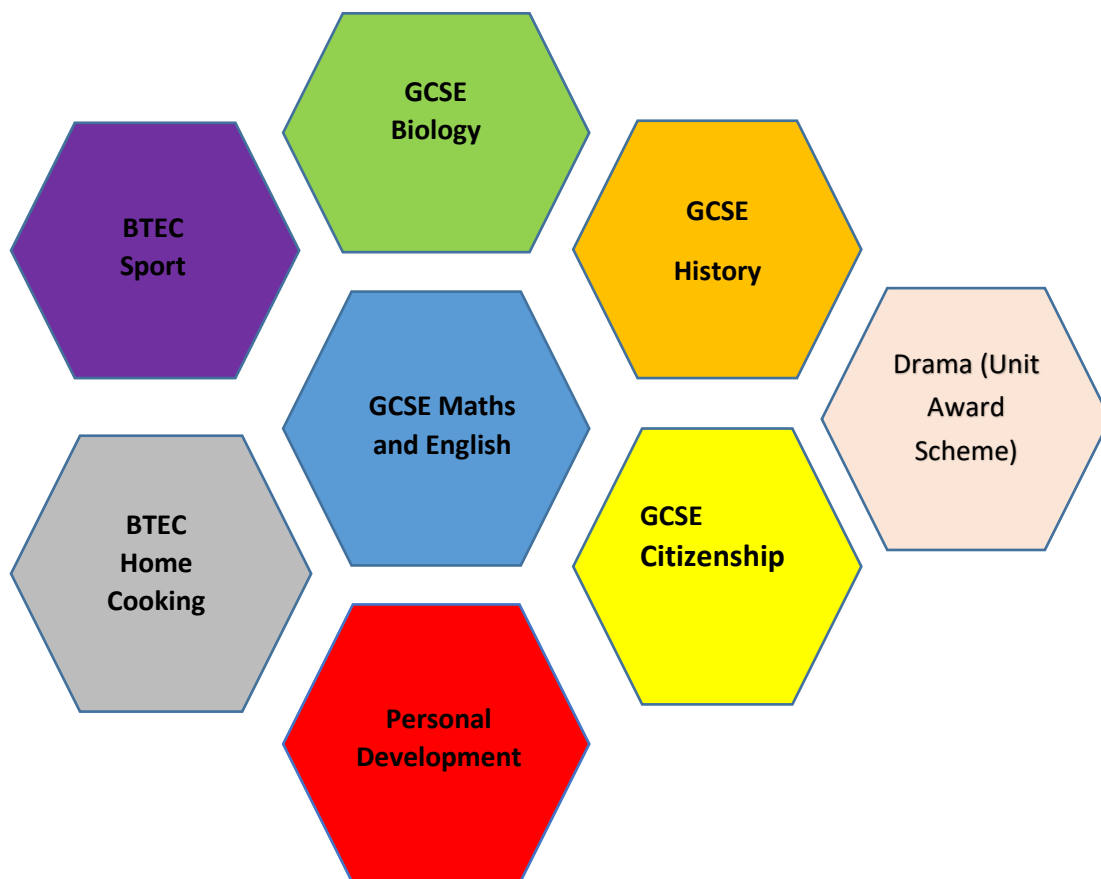 GCSE
Biology
BTEC
Sport
GCSE
History
Drama (Unit
Award
Scheme)
GCSE Maths
and English
BTEC
Home
Cooking
GCSE
Citizenship
Personal
Development